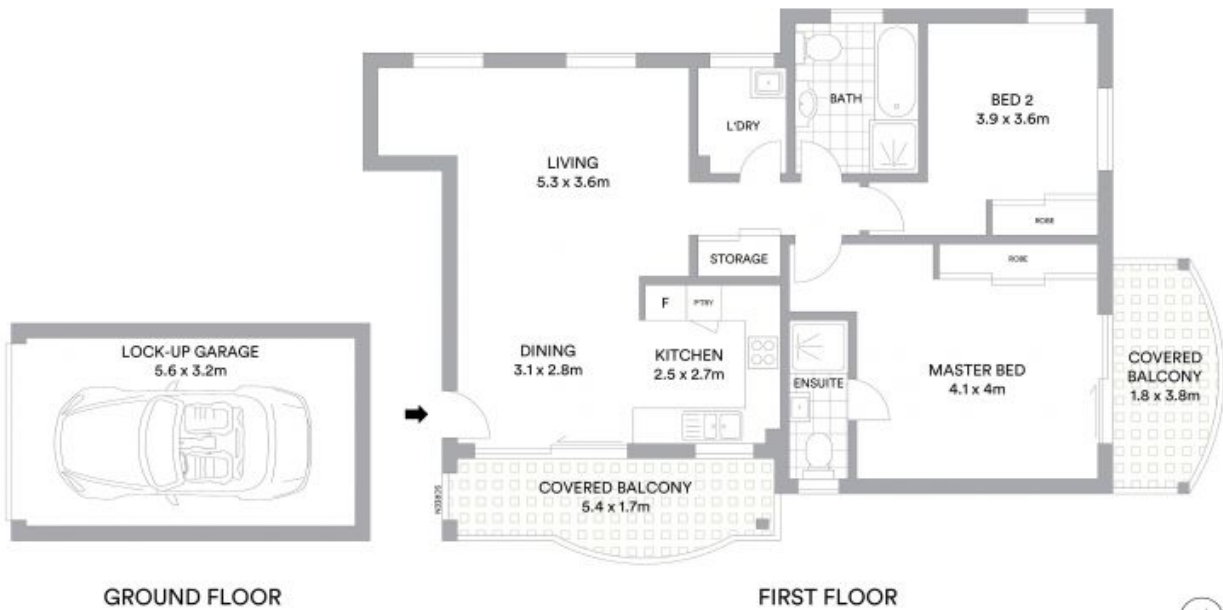 LIVING
5.3 x 3.6m
L'DRY
BATH
BED 2
3.9 x 3.6m
ROBE
STORAGE
ROBE
F
P'TRY
DINING
3.1 x 2.8m
KITCHEN
2.5 x 2.7m
ENSUITE
MASTER BED
4.1 x 4m
COVERED
BALCONY
1.8 x 3.8m
LOCK-UP GARAGE
5.6 x 3.2m
SCREEN
COVERED BALCONY
5.4 x 1.7m
GROUND FLOOR
FIRST FLOOR